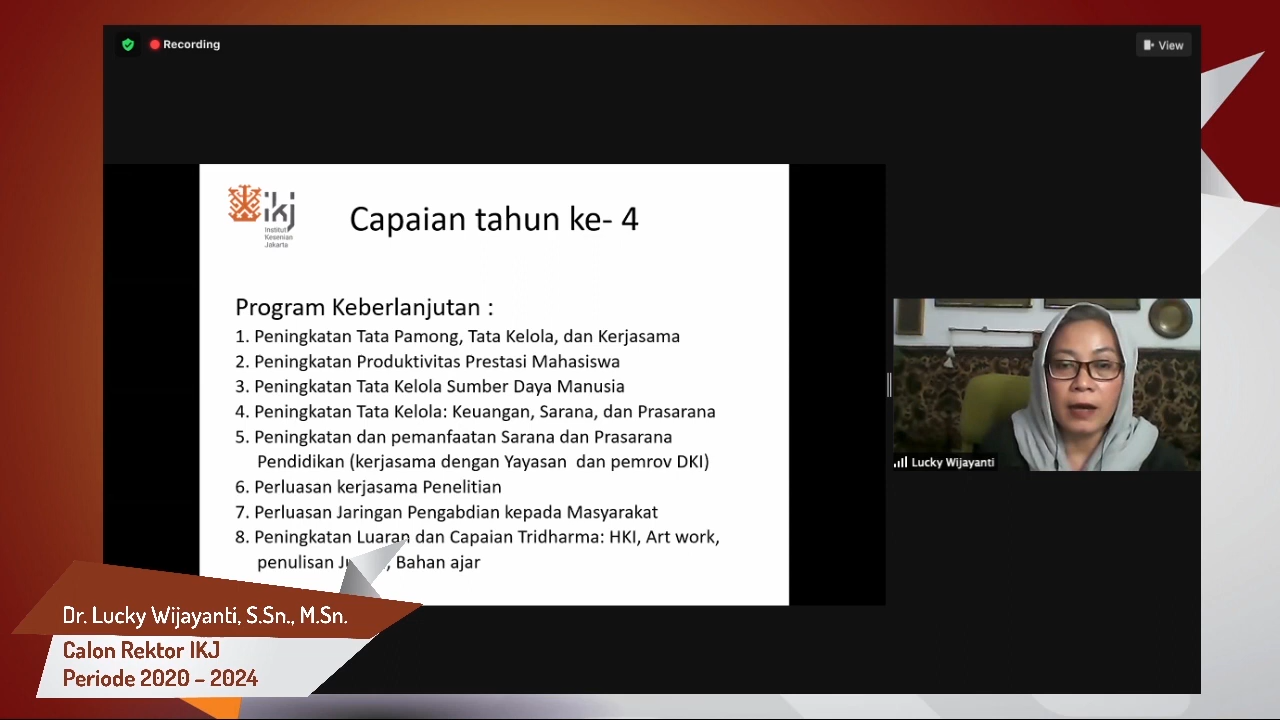 Recording
View
ikj
Institut
Kesenian
Jakarta
Capaian tahun ke- 4
Program Keberlanjutan :
1. Peningkatan Tata Pamong, Tata Kelola, dan Kerjasama
2. Peningkatan Produktivitas Prestasi Mahasiswa
3. Peningkatan Tata Kelola Sumber Daya Manusia
4. Peningkatan Tata Kelola: Keuangan, Sarana, dan Prasarana
5. Peningkatan dan pemanfaatan Sarana dan Prasarana
Pendidikan (kerjasama dengan Yayasan dan pemrov DKI)
6. Perluasan kerjasama Penelitian
7. Perluasan Jaringan Pengabdian kepada Masyarakat
8. Peningkatan Luaran dan Capaian Tridharma: HKI, Art work,
penulisan , Bahan ajar
Lucky Wijayanti
Dr. Lucky Wijayanti, S.Sn., M.Sn.
Calon Rektor IKJ
Periode 2020 – 2024